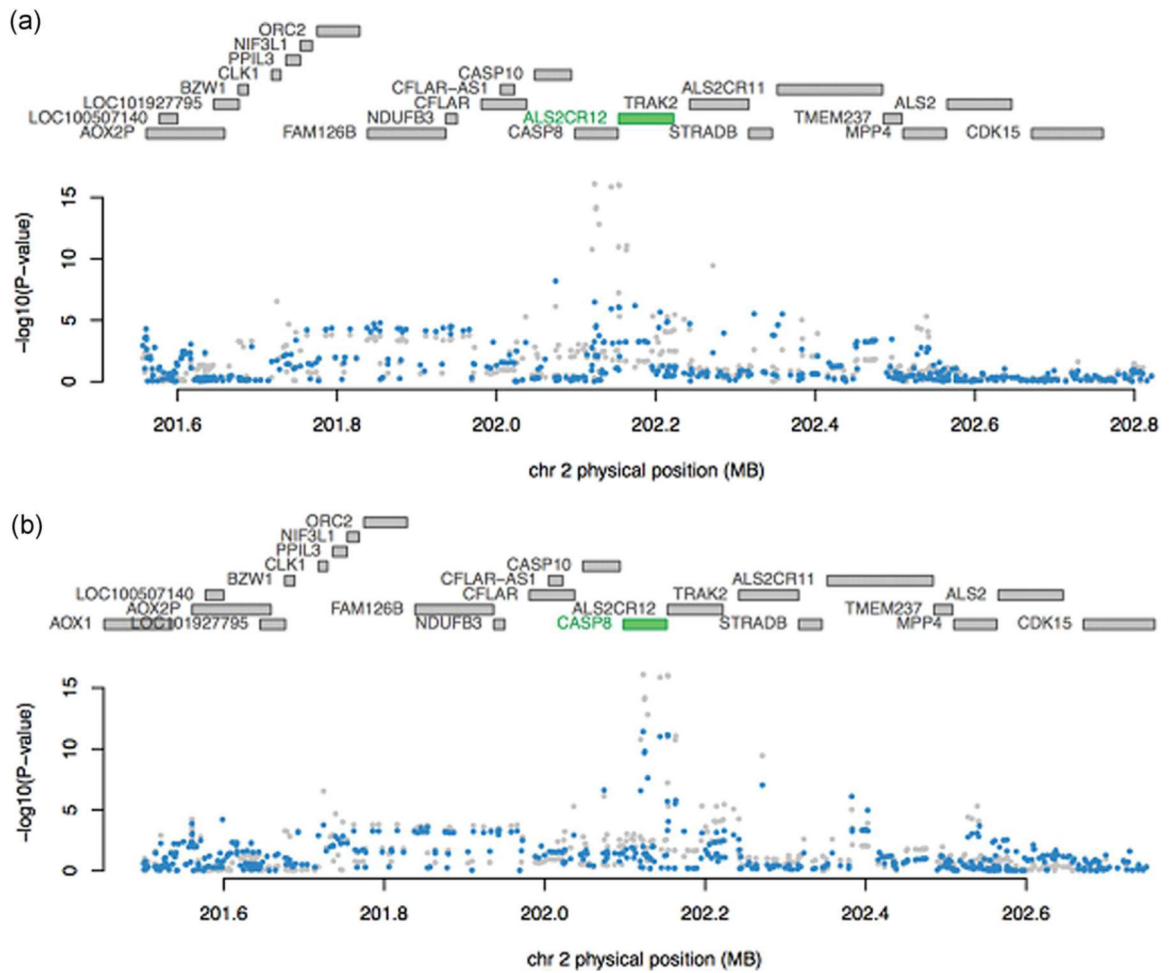 (a)
ORC2
NIF3L1
PPIL3
CLK1 CASP10
BZW1 CFLAR-AS1 ALS2CR11
LOC101927795 CFLAR TRAK2 ALS2
LOC100507140 NDUFB3 ALS2CR12 TMEM237
AOX2P FAM126B CASP8 STRADB MPP4 CDK15
-log10(P-value)
15
10
5
0
201.6 201.8 202.0 202.2 202.4 202.6 202.8
chr 2 physical position (MB)
(b)
ORC2
NIF3L1
PPIL3
CLK1 CASP10
BZW1 CFLAR-AS1 ALS2CR11
LOC100507140 CFLAR TRAK2 ALS2
AOX2P FAM126B ALS2CR12 TMEM237
AOX1 LOC101927795 NDUFB3 CASP8 STRADB MPP4 CDK15
-log10(P-value)
15
10
5
0
201.6 201.8 202.0 202.2 202.4 202.6
chr 2 physical position (MB)